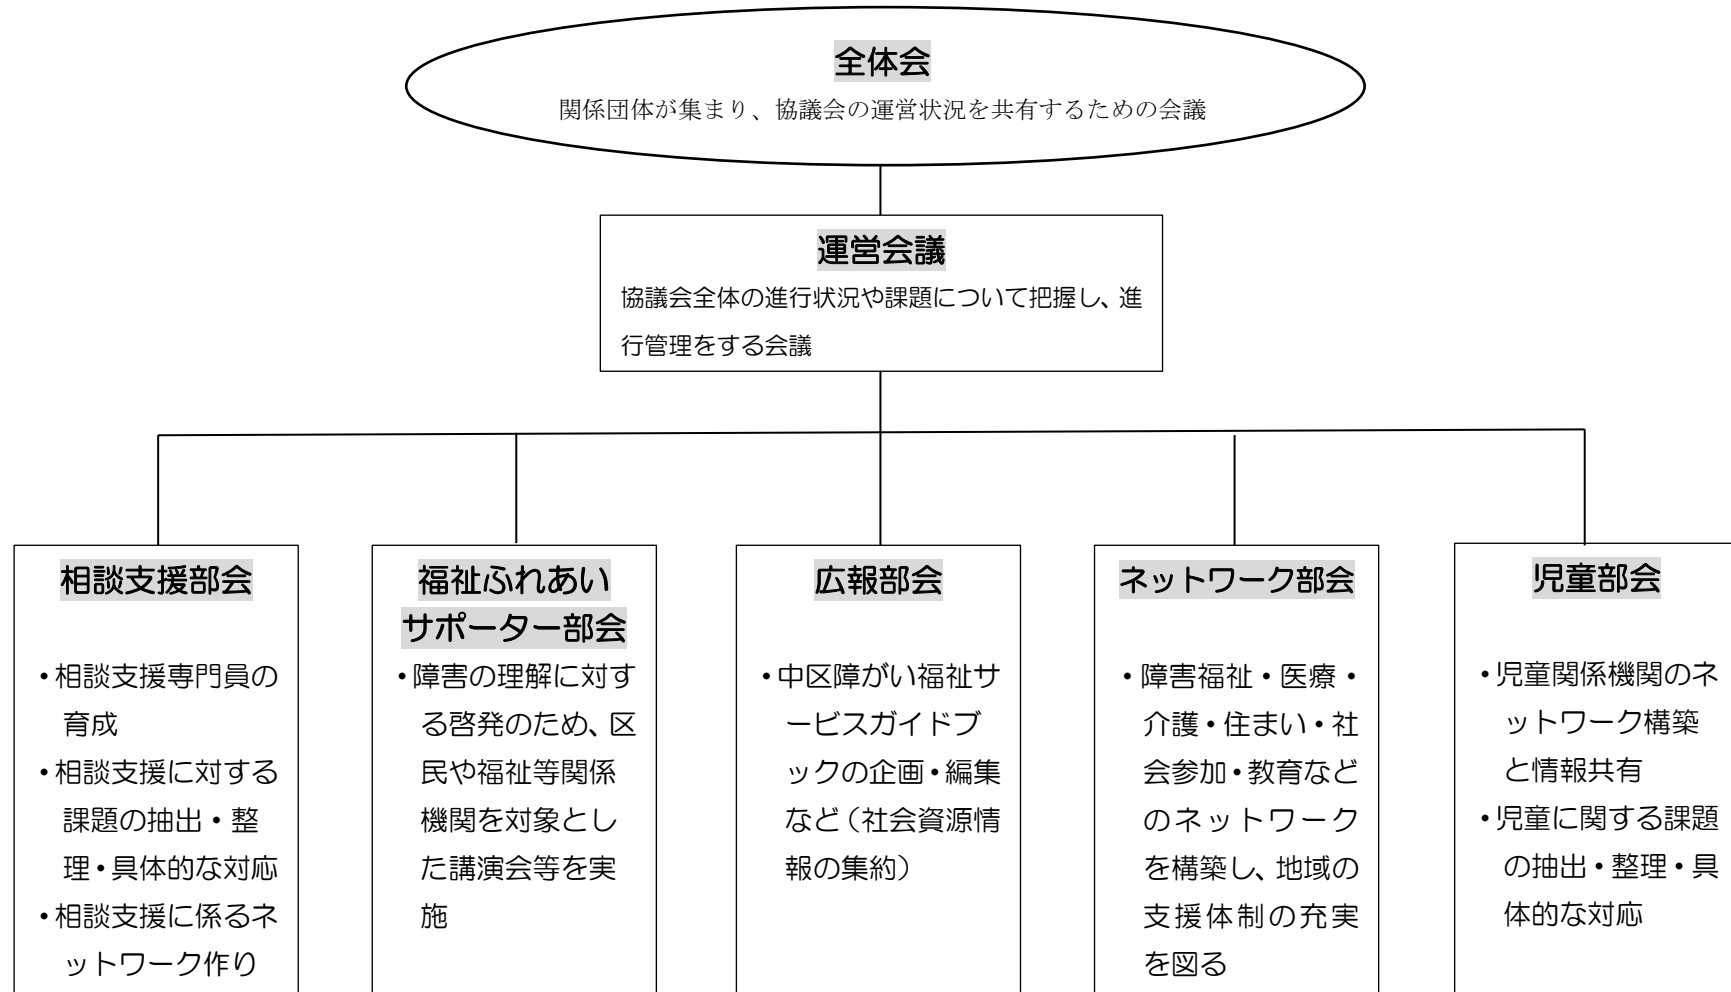 全体会
関係団体が集まり、協議会の運営状況を共有するための会議
運営会議
協議会全体の進行状況や課題について把握し、進
行管理をする会議
相談支援部会
・相談支援専門員の
育成
・相談支援に対する
課題の抽出・整
理・具体的な対応
・相談支援に係るネ
ットワーク作り
福祉ふれあい
サポーター部会
・障害の理解に対す
る啓発のため、区
民や福祉等関係
機関を対象とし
た講演会等を実
施
広報部会
・中区障がい福祉サ
ービスガイドブ
ックの企画・編集
など（社会資源情
報の集約）
ネットワーク部会
・障害福祉・医療・
介護・住まい・社
会参加・教育など
のネットワーク
を構築し、地域の
支援体制の充実
を図る
児童部会
・児童関係機関のネ
ットワーク構築
と情報共有
・児童に関する課題
の抽出・整理・具
体的な対応